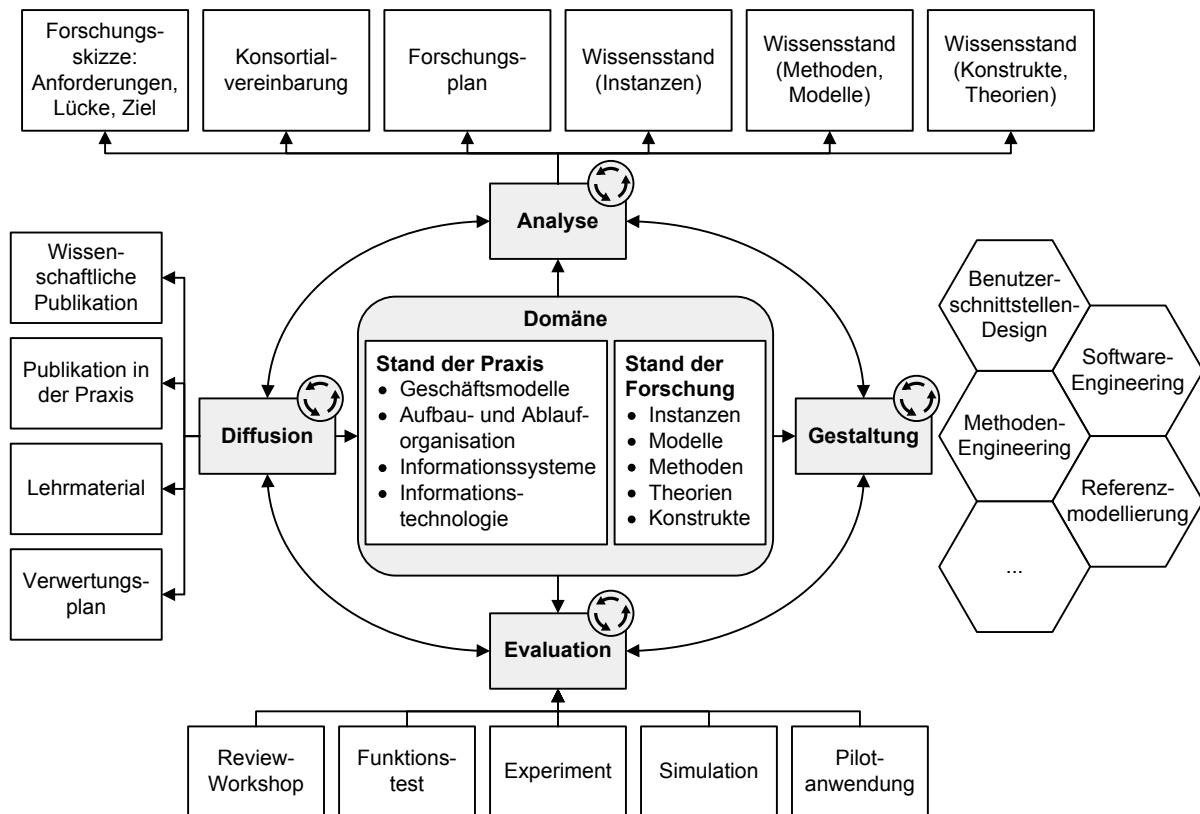 Forschungs-
skizze:
Anforderungen,
Lücke, Ziel
Konsortial-
vereinbarung
Forschungs-
plan
Wissensstand
(Instanzen)
Wissensstand
(Methoden,
Modelle)
Wissensstand
(Konstrukte,
Theorien)
Analyse
Wissen-
schaftliche
Publikation
Publikation in
der Praxis
Lehrmaterial
Verwertungs-
plan
Diffusion
Domäne
Stand der Praxis
Geschäftsmodelle
Aufbau- und Ablauf-
organisation
Informationssysteme
Informations-
technologie
Stand der
Forschung
Instanzen
Modelle
Methoden
Theorien
Konstrukte
Gestaltung
Benutzer-
schnittstellen-
Design
Software-
Engineering
Methoden-
Engineering
Referenz-
modellierung
...
Evaluation
Review-
Workshop
Funktions-
test
Experiment
Simulation
Pilot-
anwendung